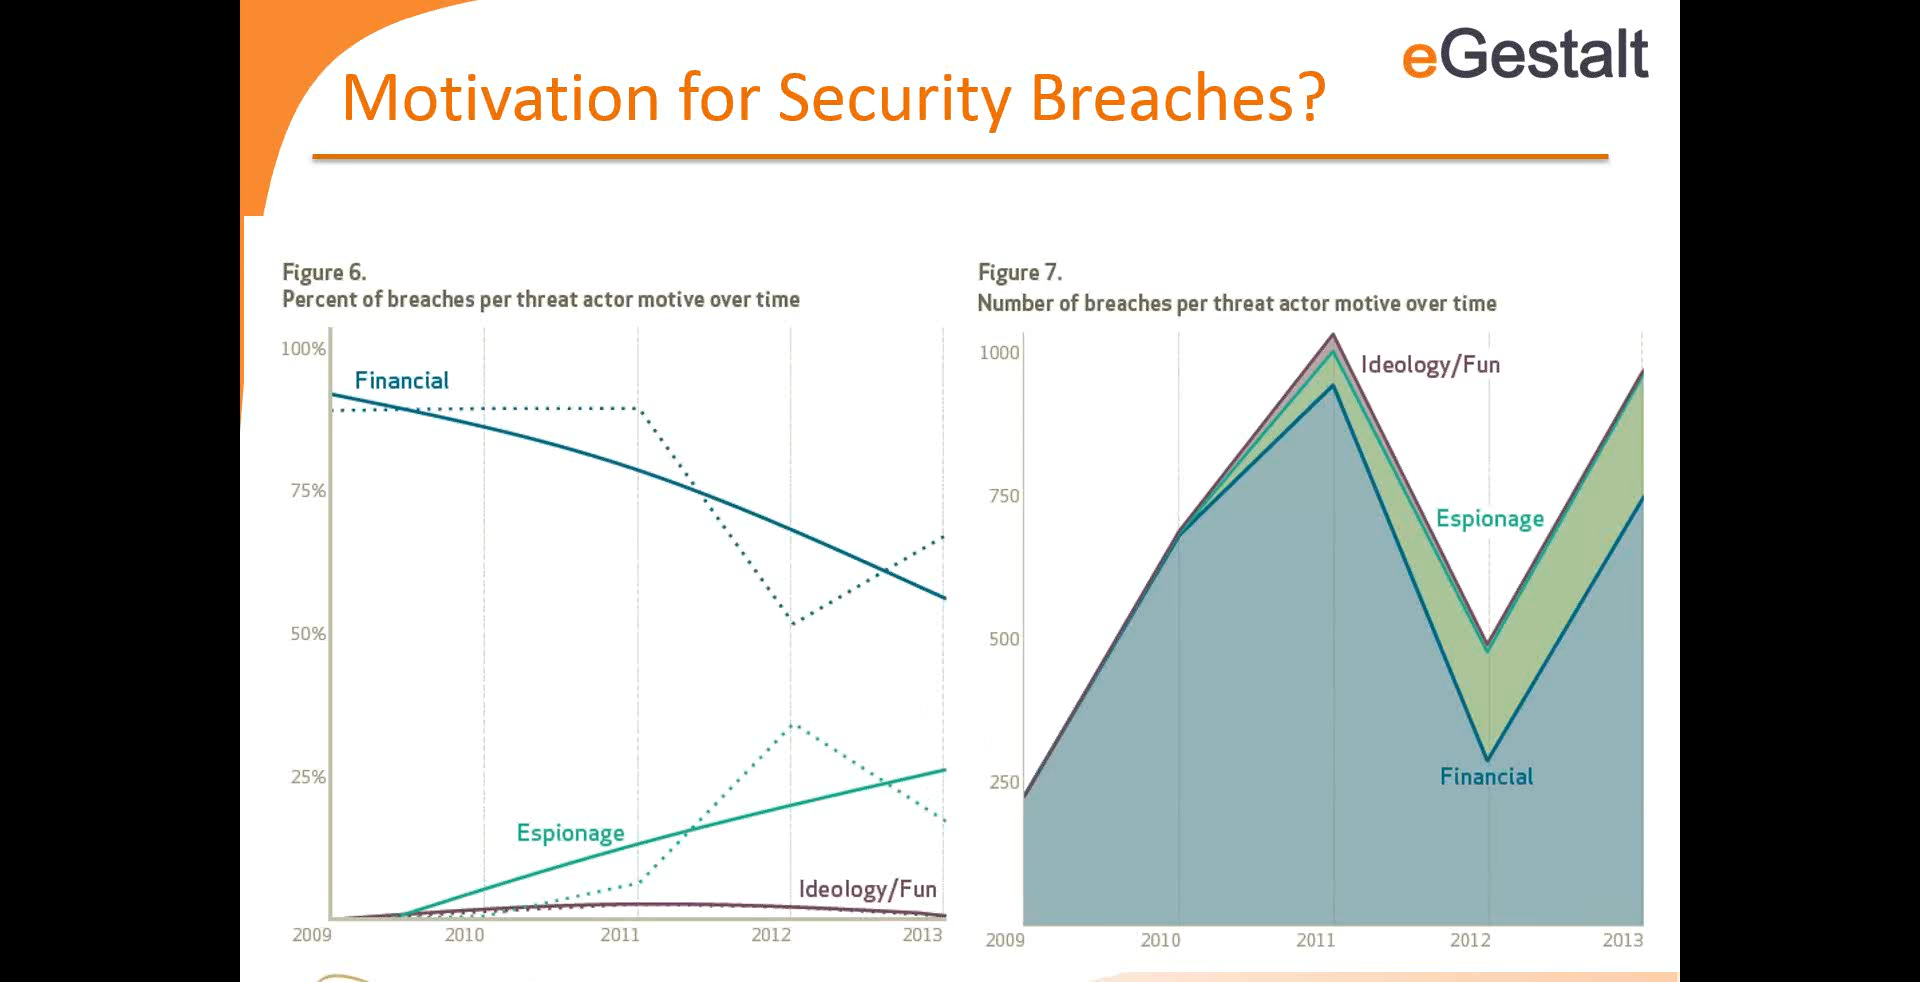 eGestalt
Motivation for Security Breaches?
Figure 6.
Percent of breaches per threat actor motive over time
100%
75%
50%
25%
Financial
Espionage
Ideology/Fun
2009 2010 2011 2012 2013
Figure 7.
Number of breaches per threat actor motive over time
1000
750
500
250
Ideology/Fun
Espionage
Financial
2009 2010 2011 2012 2013